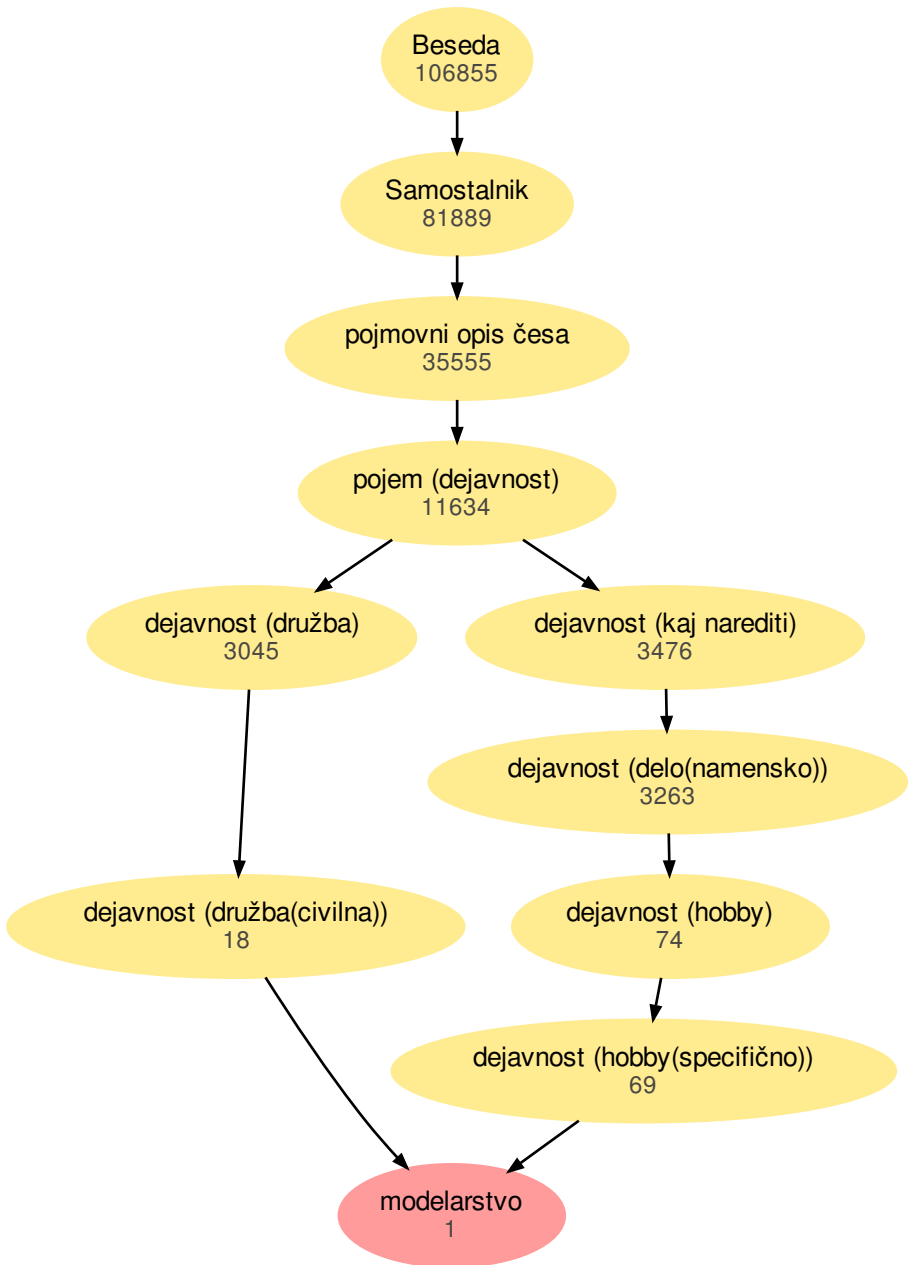 Beseda
106855
Samostalnik
81889
pojmovni opis česa
35555
pojem (dejavnost)
11634
dejavnost (družba)
3045
dejavnost (kaj narediti)
3476
dejavnost (delo(namensko))
3263
dejavnost (družba(civilna))
18
dejavnost (hobby)
74
dejavnost (hobby(specifično))
69
modelarstvo
1